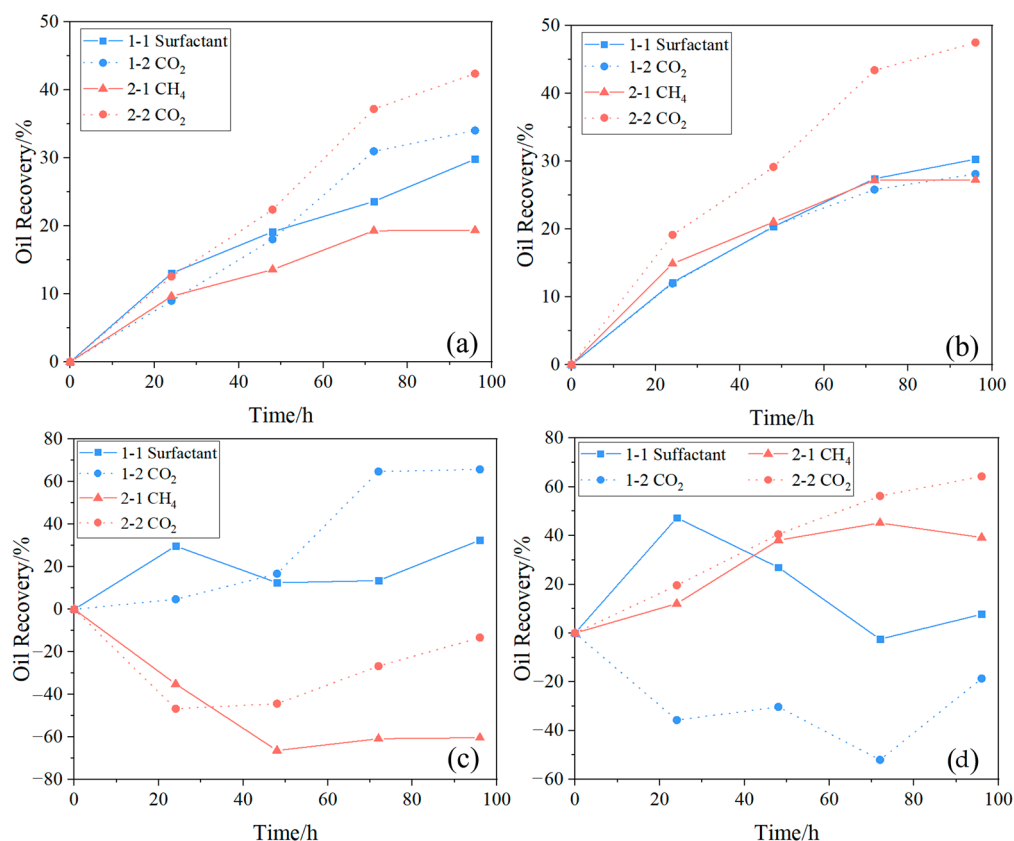 50
40
30
20
10
0
Oil Recovery/%
1-1 Surfactant
1-2 CO₂
2-1 CH₄
2-2 CO₂
(a)
0 20 40 60 80 100
Time/h
50
40
30
20
10
0
Oil Recovery/%
1-1 Surfactant
1-2 CO₂
2-1 CH₄
2-2 CO₂
(b)
0 20 40 60 80 100
Time/h
80
60
40
20
0
−20
−40
−60
−80
Oil Recovery/%
1-1 Surfactant
1-2 CO₂
2-1 CH₄
2-2 CO₂
(c)
0 20 40 60 80 100
Time/h
80
60
40
20
0
−20
−40
−60
Oil Recovery/%
1-1 Suffactant 2-1 CH₄
1-2 CO₂ 2-2 CO₂
(d)
0 20 40 60 80 100
Time/h